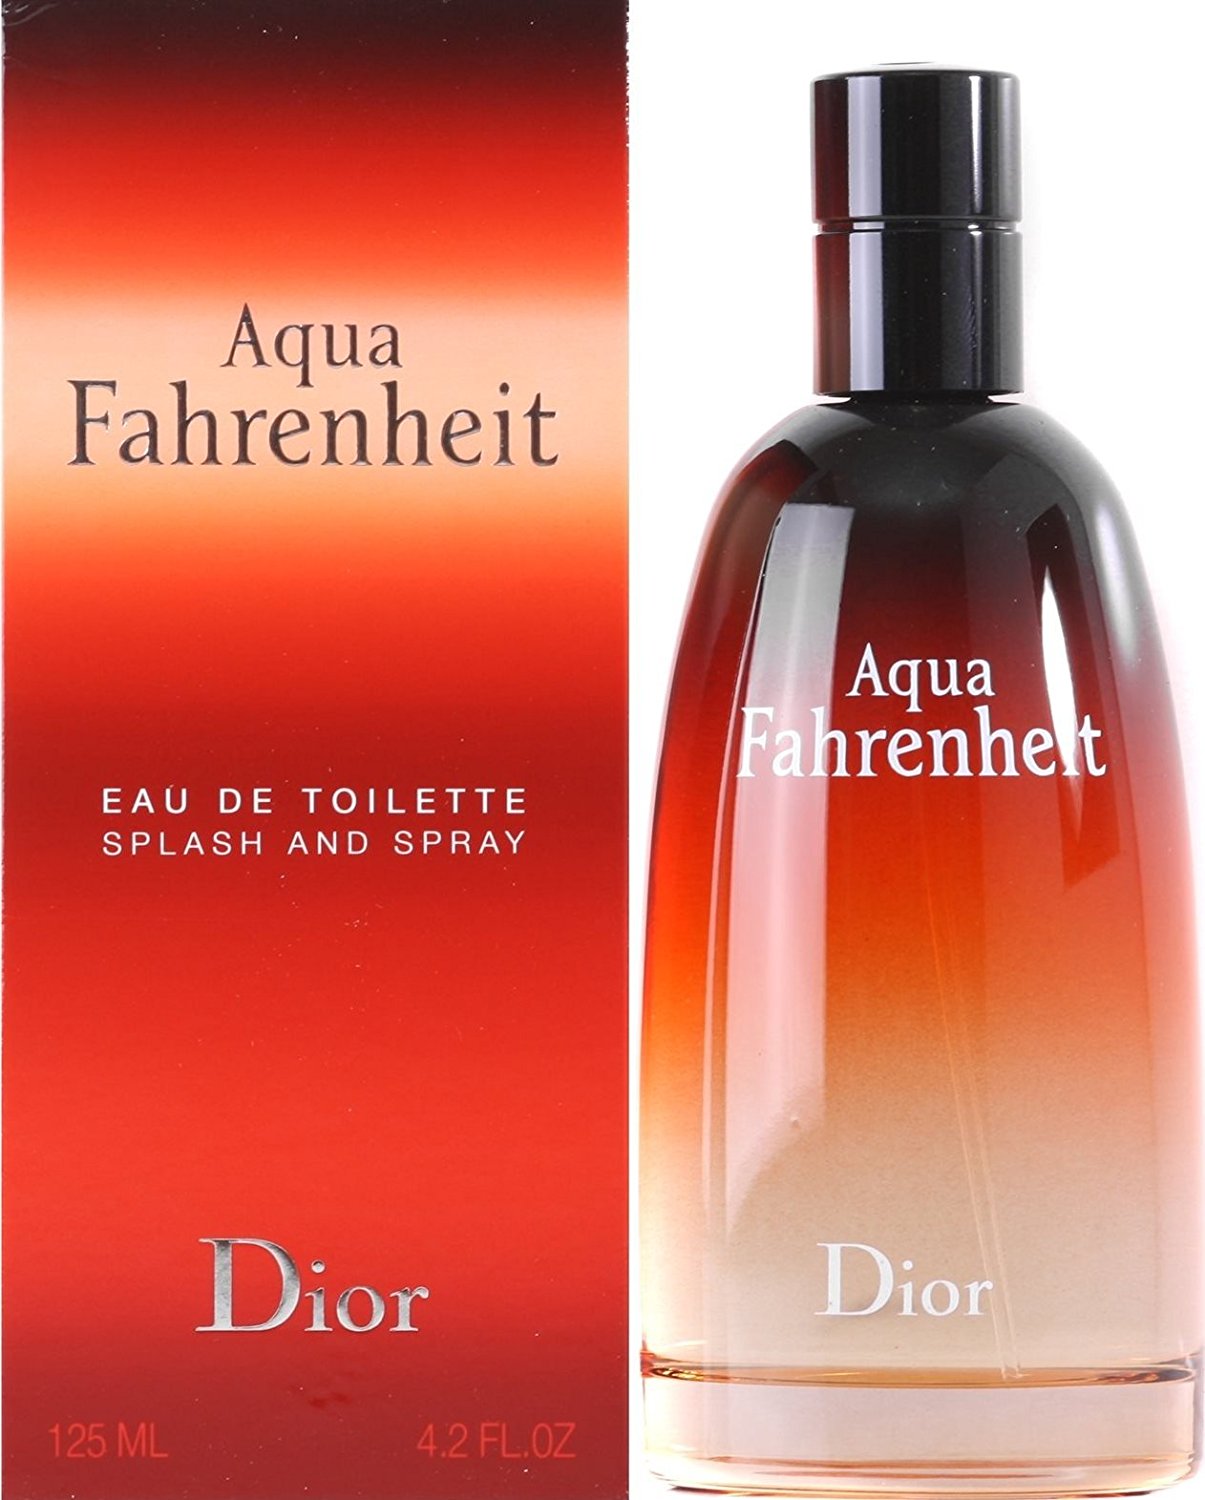 Aqua
Fahrenheit
EAU DE TOILETTE
SPLASH AND SPRAY
Dior
125 ML
4.2 FL.OZ
Aqua
Fahrenheit
Dior